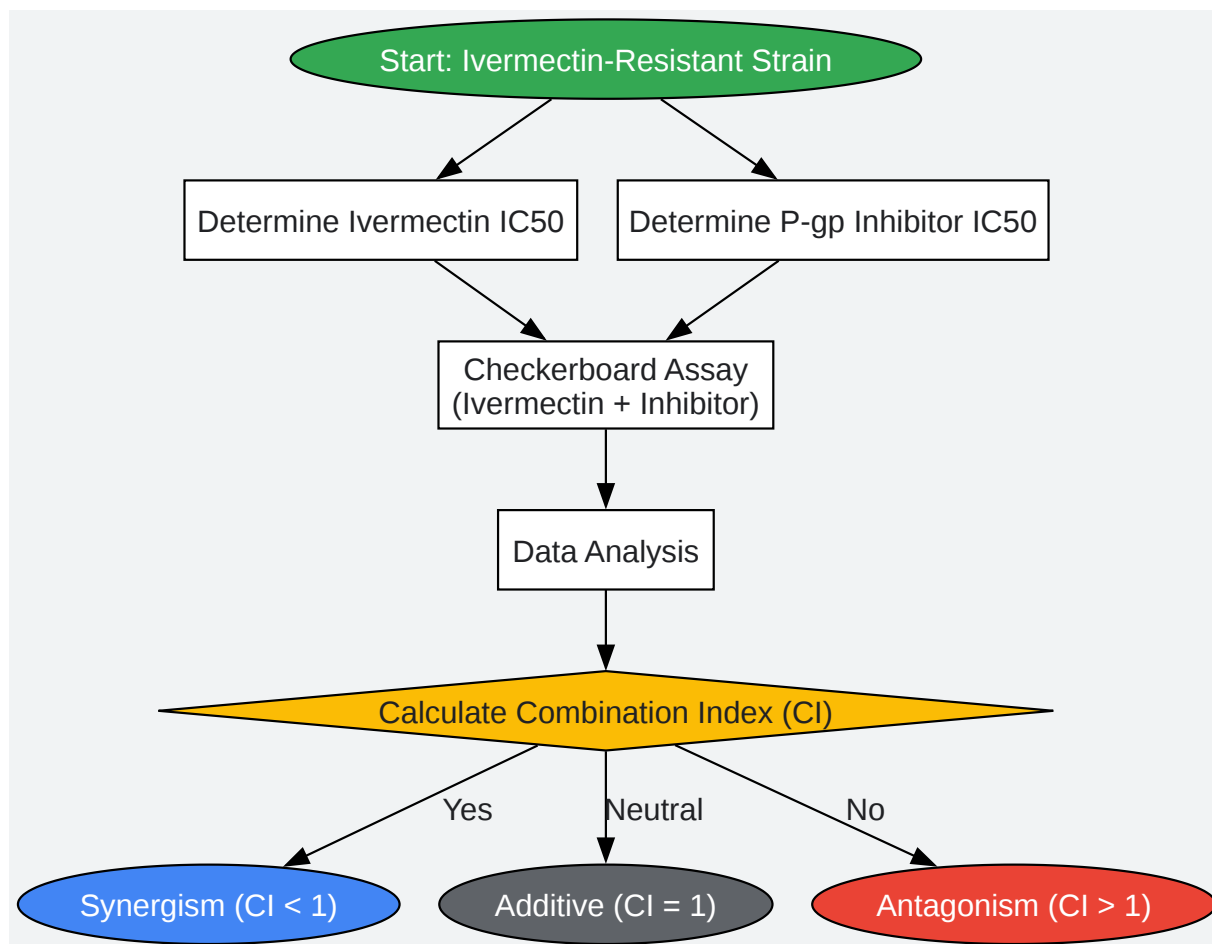 Start: Ivermectin-Resistant Strain
Determine Ivermectin IC50
Determine P-gp Inhibitor IC50
Checkerboard Assay
(Ivermectin + Inhibitor)
Data Analysis
Calculate Combination Index (CI)
Yes
Neutral
No
Synergism (CI < 1)
Additive (CI = 1)
Antagonism (CI > 1)